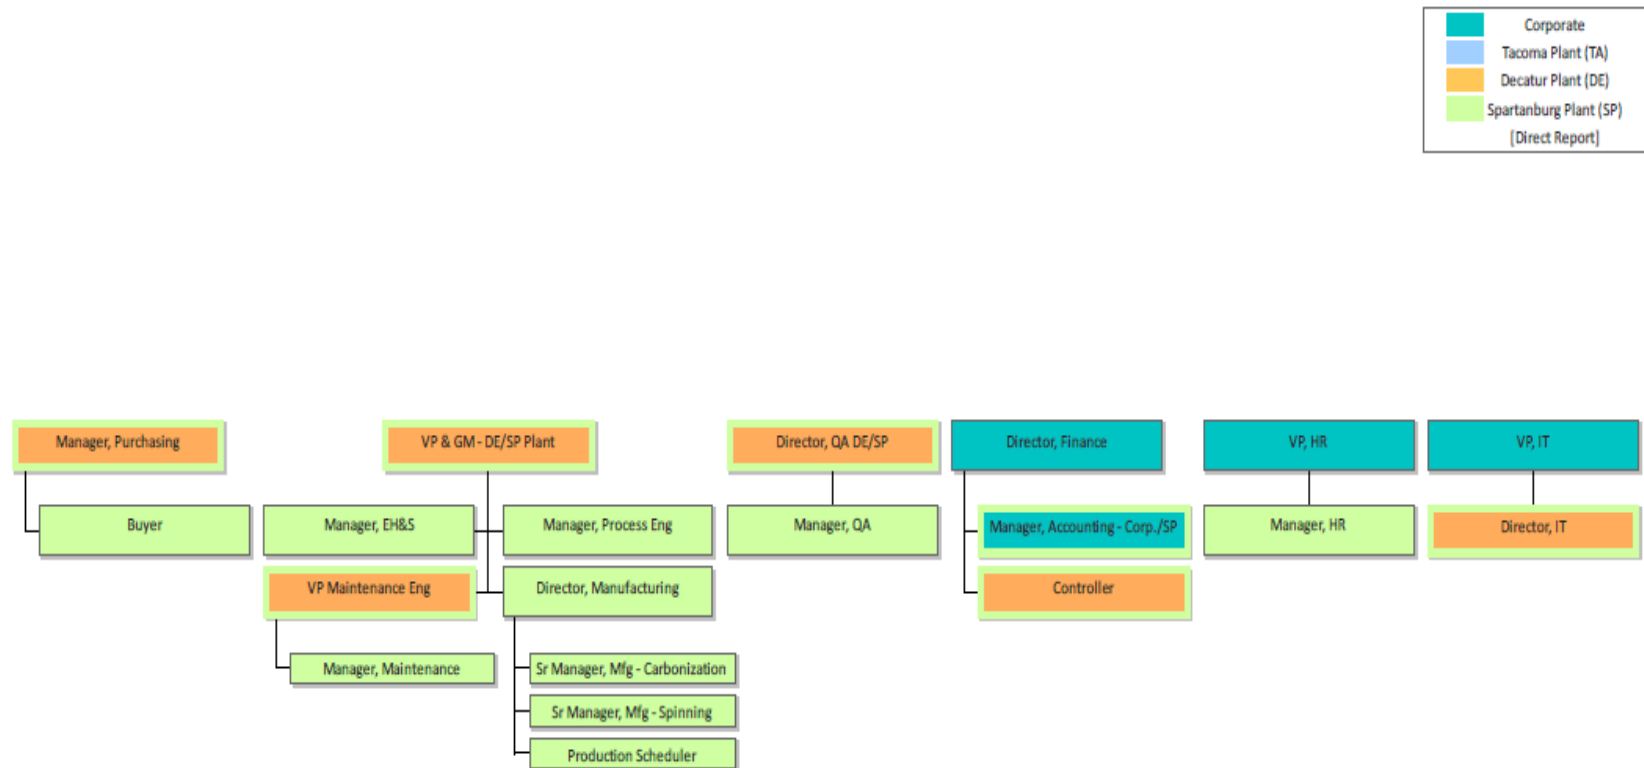 Corporate
Tacoma Plant (TA)
Decatur Plant (DE)
Spartanburg Plant (SP)
[Direct Report]
Manager, Purchasing
VP & GM - DE/SP Plant
Director, QA DE/SP
Director, Finance
VP, HR
VP, IT
Buyer
Manager, EH&S
Manager, Process Eng
Manager, QA
Manager, Accounting - Corp./SP
Manager, HR
Director, IT
VP Maintenance Eng
Director, Manufacturing
Controller
Manager, Maintenance
Sr Manager, Mfg - Carbonization
Sr Manager, Mfg - Spinning
Production Scheduler